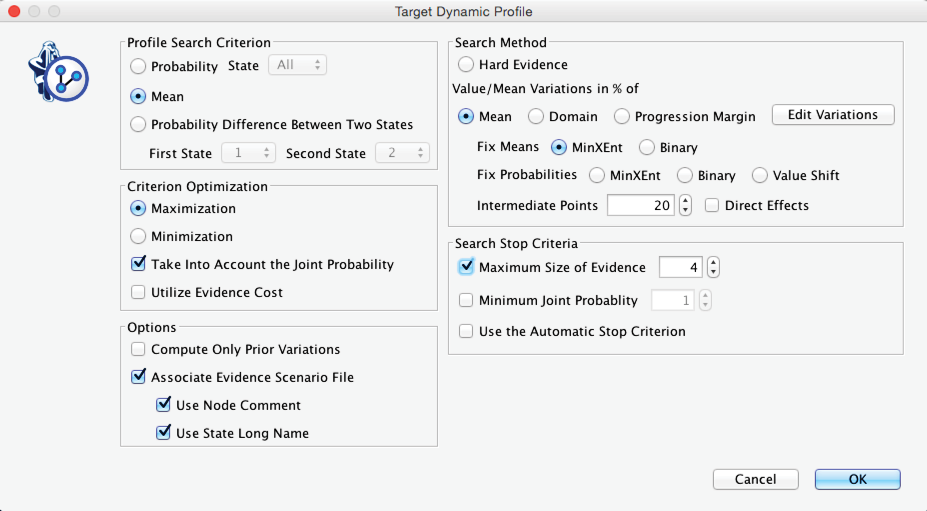 Target Dynamic Profile
Profile Search Criterion
Probability State All
Mean
Probability Difference Between Two States
First State 1 Second State 2
Criterion Optimization
Maximization
Minimization
Take Into Account the Joint Probability
Utilize Evidence Cost
Options
Compute Only Prior Variations
Associate Evidence Scenario File
Use Node Comment
Use State Long Name
Search Method
Hard Evidence
Value/Mean Variations in % of
Mean Domain Progression Margin Edit Variations
Fix Means MinXEnt Binary
Fix Probabilities MinXEnt Binary Value Shift
Intermediate Points 20 Direct Effects
Search Stop Criteria
Maximum Size of Evidence 4
Minimum Joint Probablity 1
Use the Automatic Stop Criterion
Cancel OK